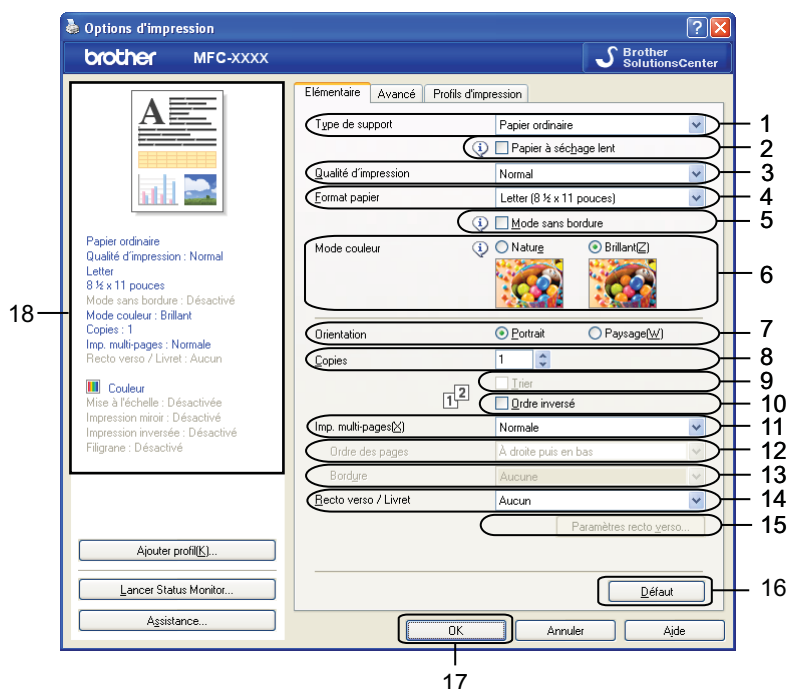 Options d'impression
brother MFC-XXXX
Brother
SolutionsCenter
A
Papier ordinaire
Qualité d'impression : Normal
Letter
8 ½ x 11 pouces
Mode sans bordure : Désactivé
Mode couleur : Brillant
Copies : 1
Imp. multi-pages : Normale
Recto verso / Livret : Aucun
Couleur
Mise à l'échelle : Désactivée
Impression miroir : Désactivé
Impression inversée : Désactivé
Filigrane : Désactivé
18
Ajouter profil(K)...
Lancer Status Monitor...
Assistance...
Elémentaire Avancé Profils d'impression
Type de support Papier ordinaire 1
Papier à séchage lent 2
Qualité d'impression Normal 3
Format papier Letter (8 ½ x 11 pouces) 4
Mode sans bordure 5
Mode couleur Nature Brillant(Z) 6
Orientation Portrait Paysage(W) 7
Copies 1 8
Trier 9
1 2 Ordre inversé 10
Imp. multi-pages(X) Normale 11
Ordre des pages À droite puis en bas 12
Bordure Aucune 13
Recto verso / Livret Aucun 14
Paramètres recto verso... 15
Défaut 16
OK Annuler Aide
17